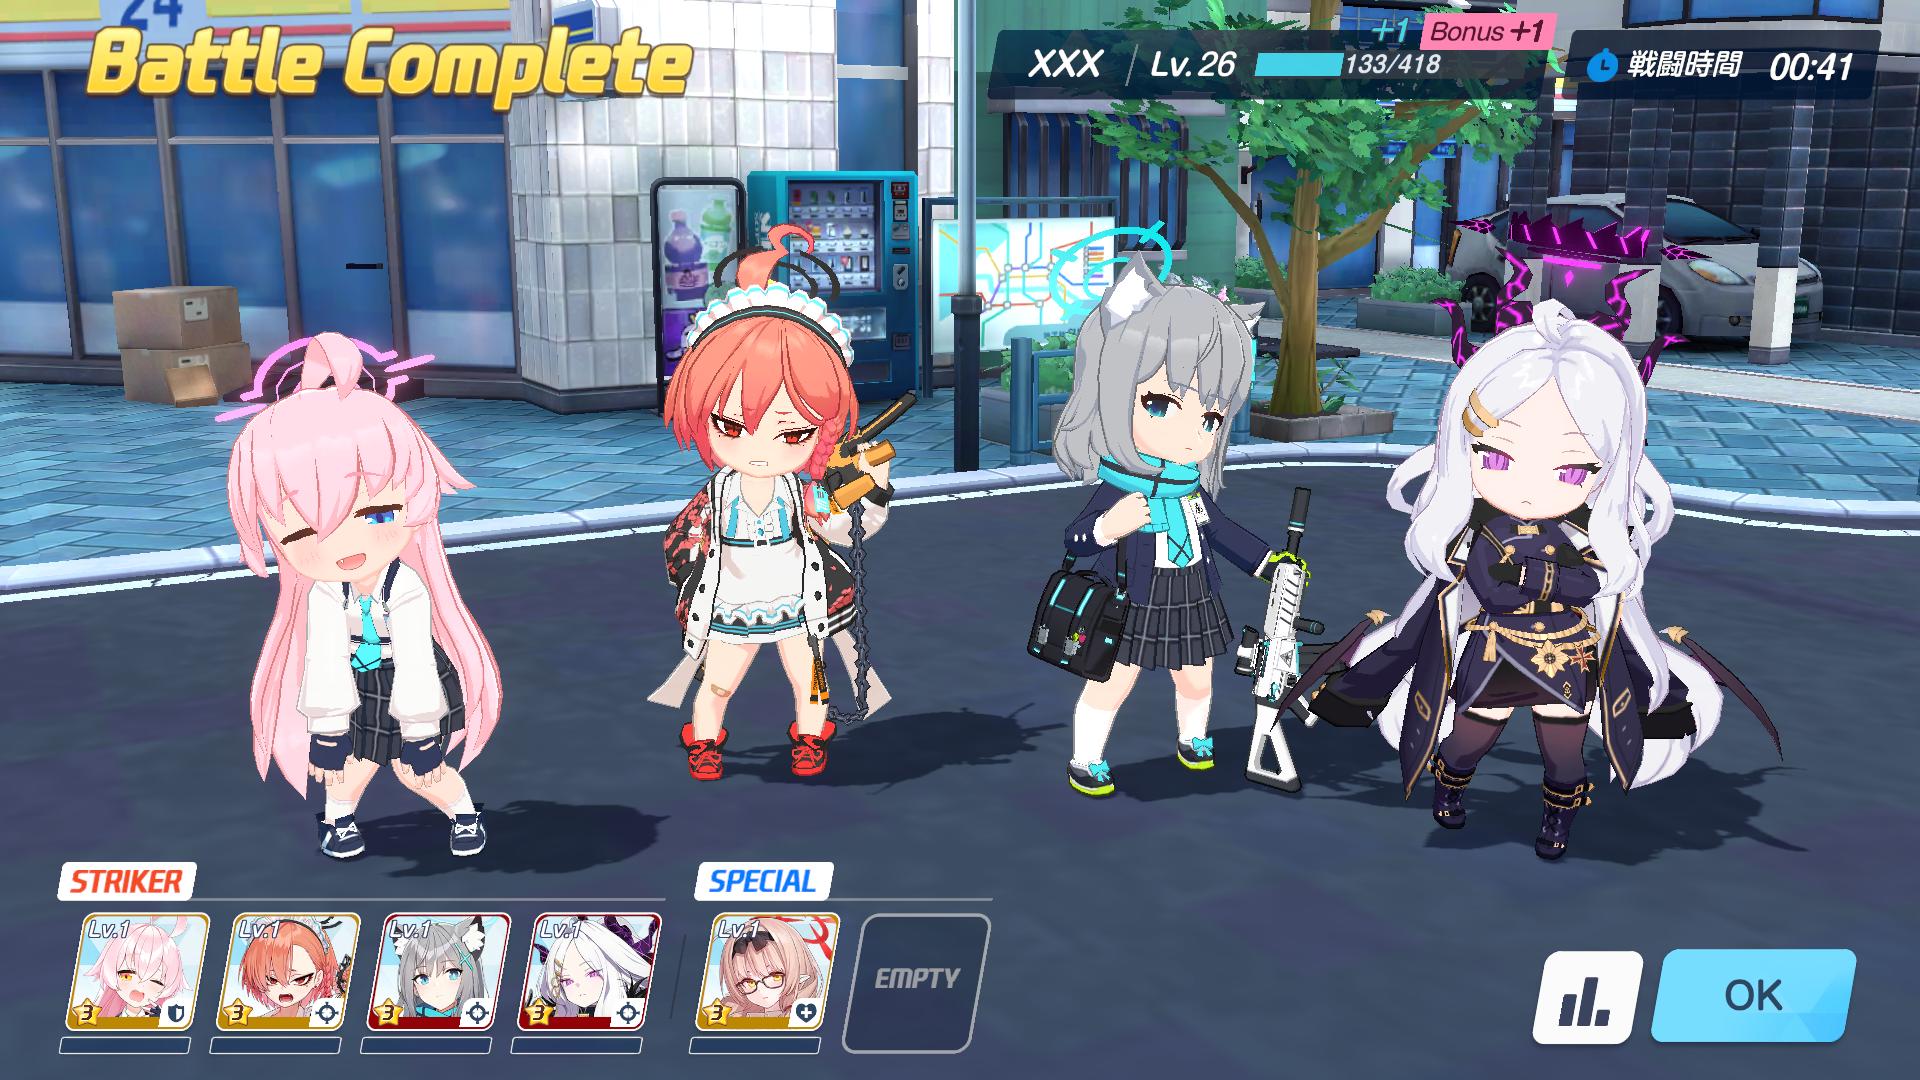 24
Battle Complete
+1 Bonus +1
XXX Lv. 26 133/418
戦闘時間 00:41
STRIKER
SPECIAL
Lv.1 Lv.1 Lv.1 Lv.1 Lv.1
EMPTY
3 3 3 3 3
OK